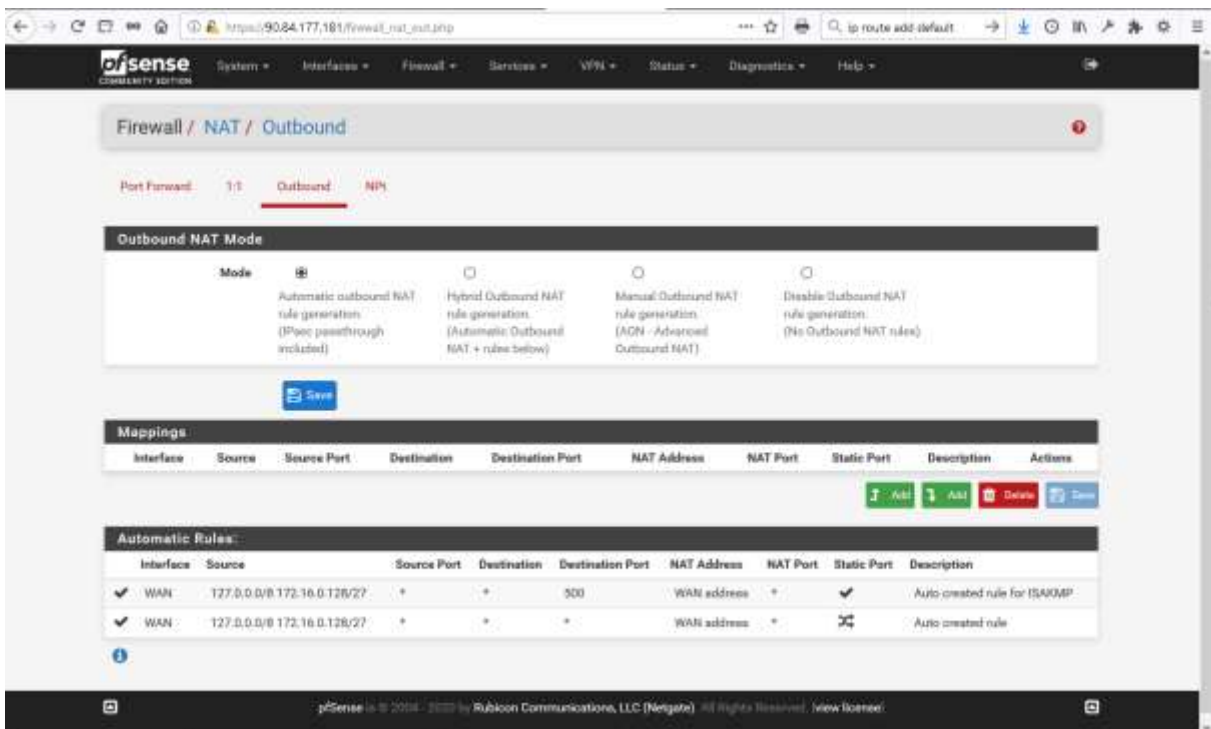 https://90.84.177.181/firewall_nat_out.php
ip route add default
pfsense
COMMUNITY EDITION
System Interfaces Firewall Services VPN Status Diagnostics Help
Firewall / NAT / Outbound
Port Forward 1:1 Outbound NPt
Outbound NAT Mode
Mode
Automatic outbound NAT
rule generation.
(IPsec passthrough
included)
Hybrid Outbound NAT
rule generation.
(Automatic Outbound
NAT + rules below)
Manual Outbound NAT
rule generation.
(AON - Advanced
Outbound NAT)
Disable Outbound NAT
rule generation.
(No Outbound NAT rules)
Save
Mappings
Interface Source Source Port Destination Destination Port NAT Address NAT Port Static Port Description Actions
Add Add Delete Save
Automatic Rules:
Interface Source Source Port Destination Destination Port NAT Address NAT Port Static Port Description
WAN 127.0.0.0/8 172.16.0.128/27 * * 500 WAN address * Auto created rule for ISAKMP
WAN 127.0.0.0/8 172.16.0.128/27 * * * WAN address * Auto created rule
pfSense is © 2004 - 2020 by Rubicon Communications, LLC (Netgate). All Rights Reserved. [view license]